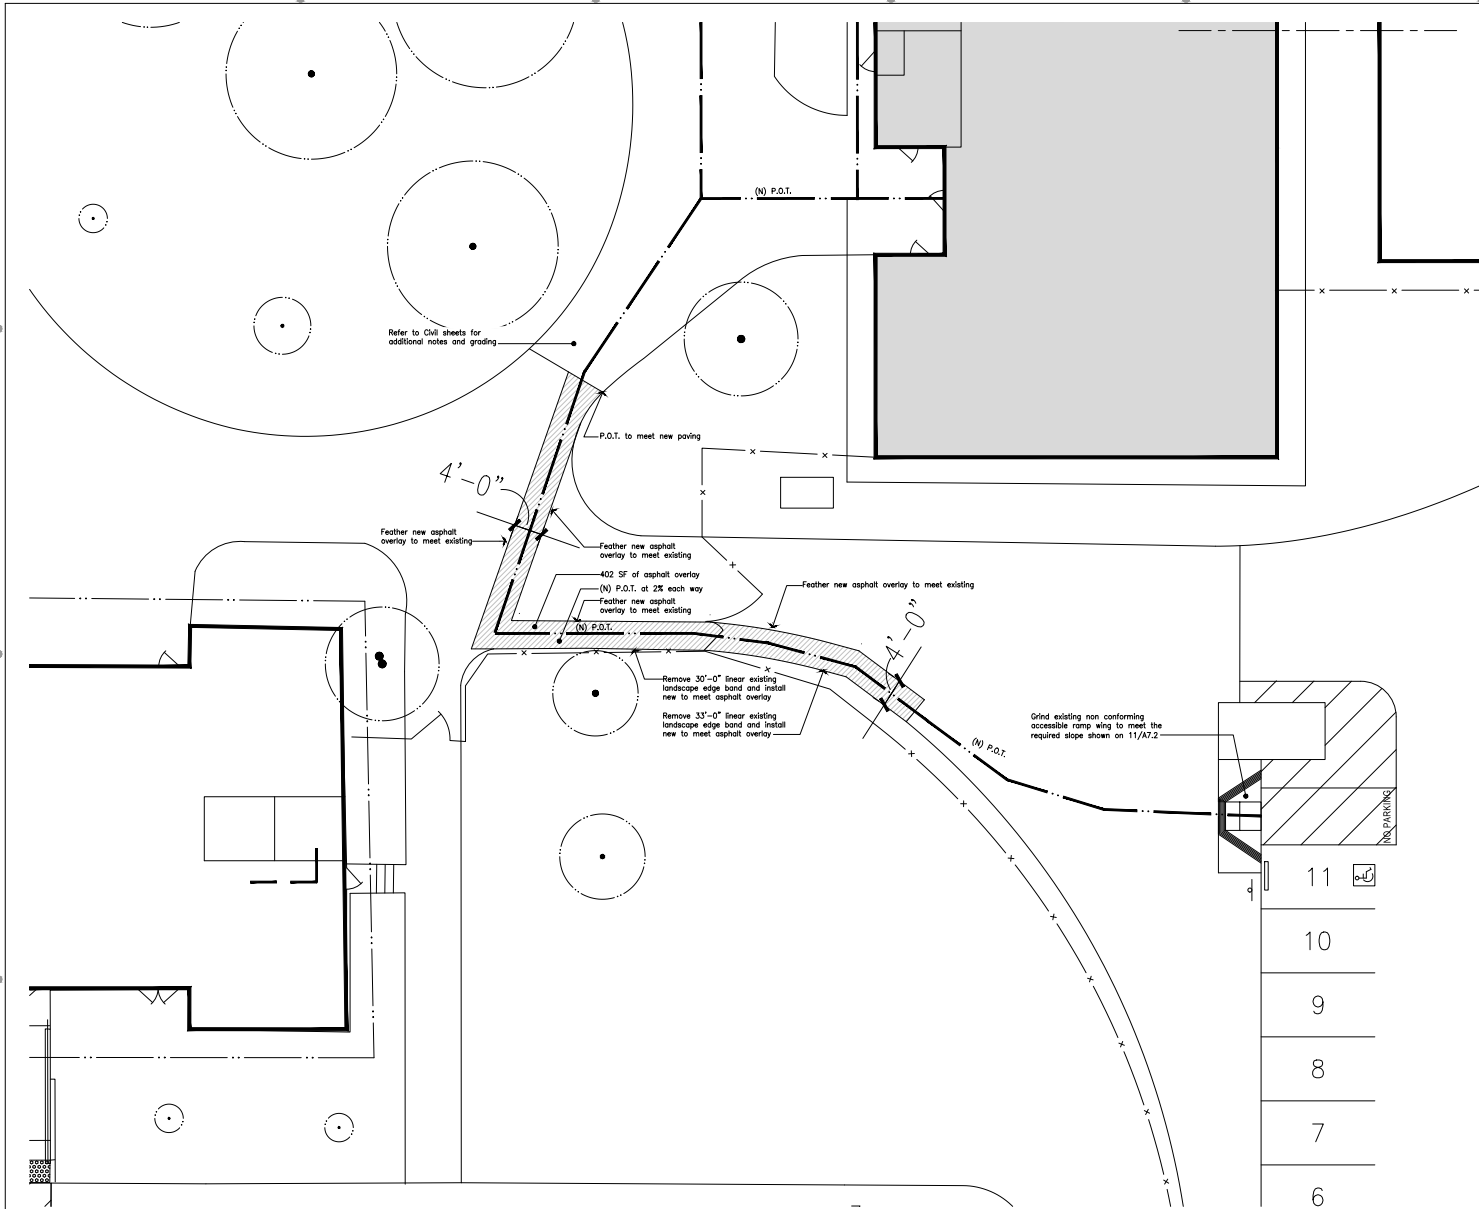 (N) P.O.T.
Refer to Civil sheets for
additional notes and grading
P.O.T. to meet new paving
4'-0"
Feather new asphalt
overlay to meet existing
Feather new asphalt
overlay to meet existing
402 SF of asphalt overlay
(N) P.O.T. at 2% each way
Feather new asphalt
overlay to meet existing
(N) P.O.T.
Feather new asphalt overlay to meet existing
4'-0"
Remove 30'-0" linear existing
landscape edge band and install
new to meet asphalt overlay
Remove 33'-0" linear existing
landscape edge band and install
new to meet asphalt overlay
(N) P.O.T.
Grind existing non conforming
accessible ramp wing to meet the
required slope shown on 11/A7.2
NO PARKING
11
10
9
8
7
6